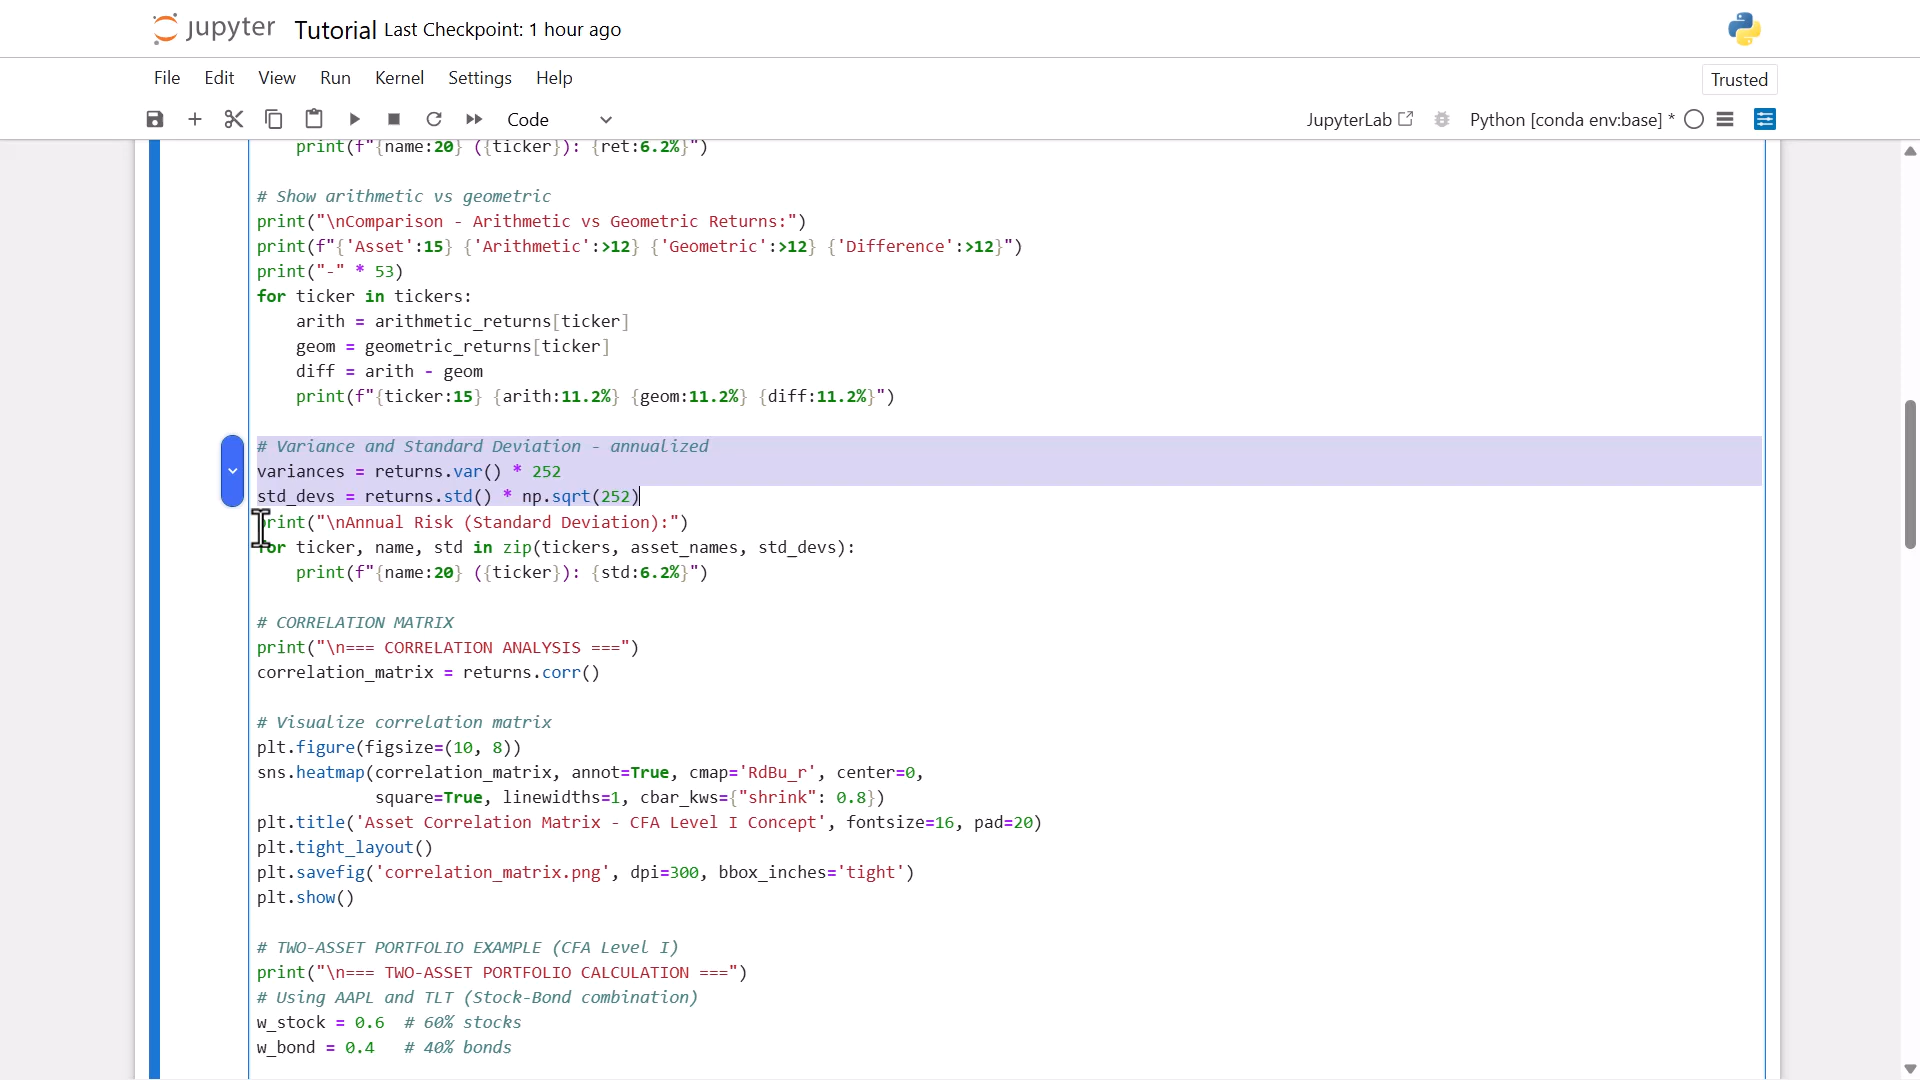 jupyter Tutorial Last Checkpoint: 1 hour ago
File Edit View Run Kernel Settings Help
Trusted
Code
JupyterLab
Python [conda env:base] *
    print(f"{name:20} ({ticker}): {ret:6.2%}")
# Show arithmetic vs geometric
print("\nComparison - Arithmetic vs Geometric Returns:")
print(f"{'Asset':15} {'Arithmetic':>12} {'Geometric':>12} {'Difference':>12}")
print("-" * 53)
for ticker in tickers:
    arith = arithmetic_returns[ticker]
    geom = geometric_returns[ticker]
    diff = arith - geom
    print(f"{ticker:15} {arith:11.2%} {geom:11.2%} {diff:11.2%}")
# Variance and Standard Deviation - annualized
variances = returns.var() * 252
std_devs = returns.std() * np.sqrt(252)
print("\nAnnual Risk (Standard Deviation):")
for ticker, name, std in zip(tickers, asset_names, std_devs):
    print(f"{name:20} ({ticker}): {std:6.2%}")
# CORRELATION MATRIX
print("\n=== CORRELATION ANALYSIS ===")
correlation_matrix = returns.corr()
# Visualize correlation matrix
plt.figure(figsize=(10, 8))
sns.heatmap(correlation_matrix, annot=True, cmap='RdBu_r', center=0,
            square=True, linewidths=1, cbar_kws={"shrink": 0.8})
plt.title('Asset Correlation Matrix - CFA Level I Concept', fontsize=16, pad=20)
plt.tight_layout()
plt.savefig('correlation_matrix.png', dpi=300, bbox_inches='tight')
plt.show()
# TWO-ASSET PORTFOLIO EXAMPLE (CFA Level I)
print("\n=== TWO-ASSET PORTFOLIO CALCULATION ===")
# Using AAPL and TLT (Stock-Bond combination)
w_stock = 0.6  # 60% stocks
w_bond = 0.4   # 40% bonds